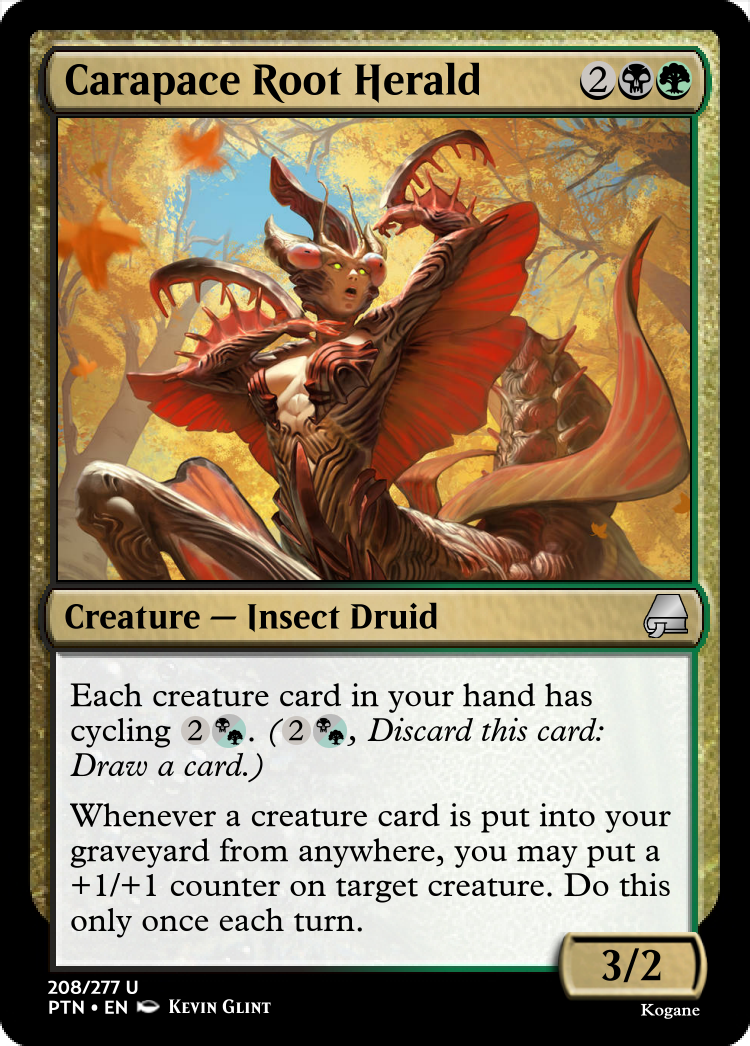 Carapace Root Herald 2
Creature — Insect Druid
Each creature card in your hand has
cycling 2. (2, Discard this card:
Draw a card.)
Whenever a creature card is put into your
graveyard from anywhere, you may put a
+1/+1 counter on target creature. Do this
only once each turn.
3/2
208/277 U
PTN • EN KEVIN GLINT
Kogane